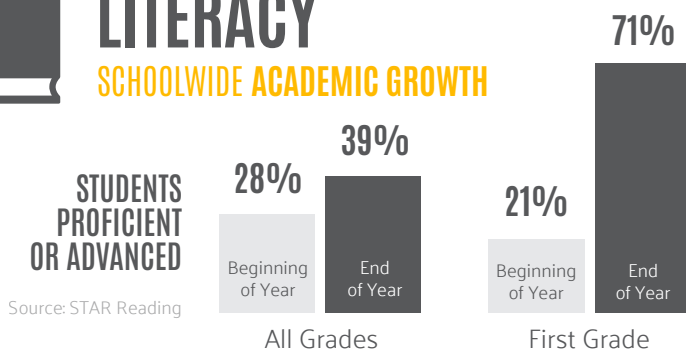 LITERACY
SCHOOLWIDE ACADEMIC GROWTH
STUDENTS
PROFICIENT
OR ADVANCED
Source: STAR Reading
28%
Beginning
of Year
39%
End
of Year
All Grades
21%
Beginning
of Year
71%
End
of Year
First Grade